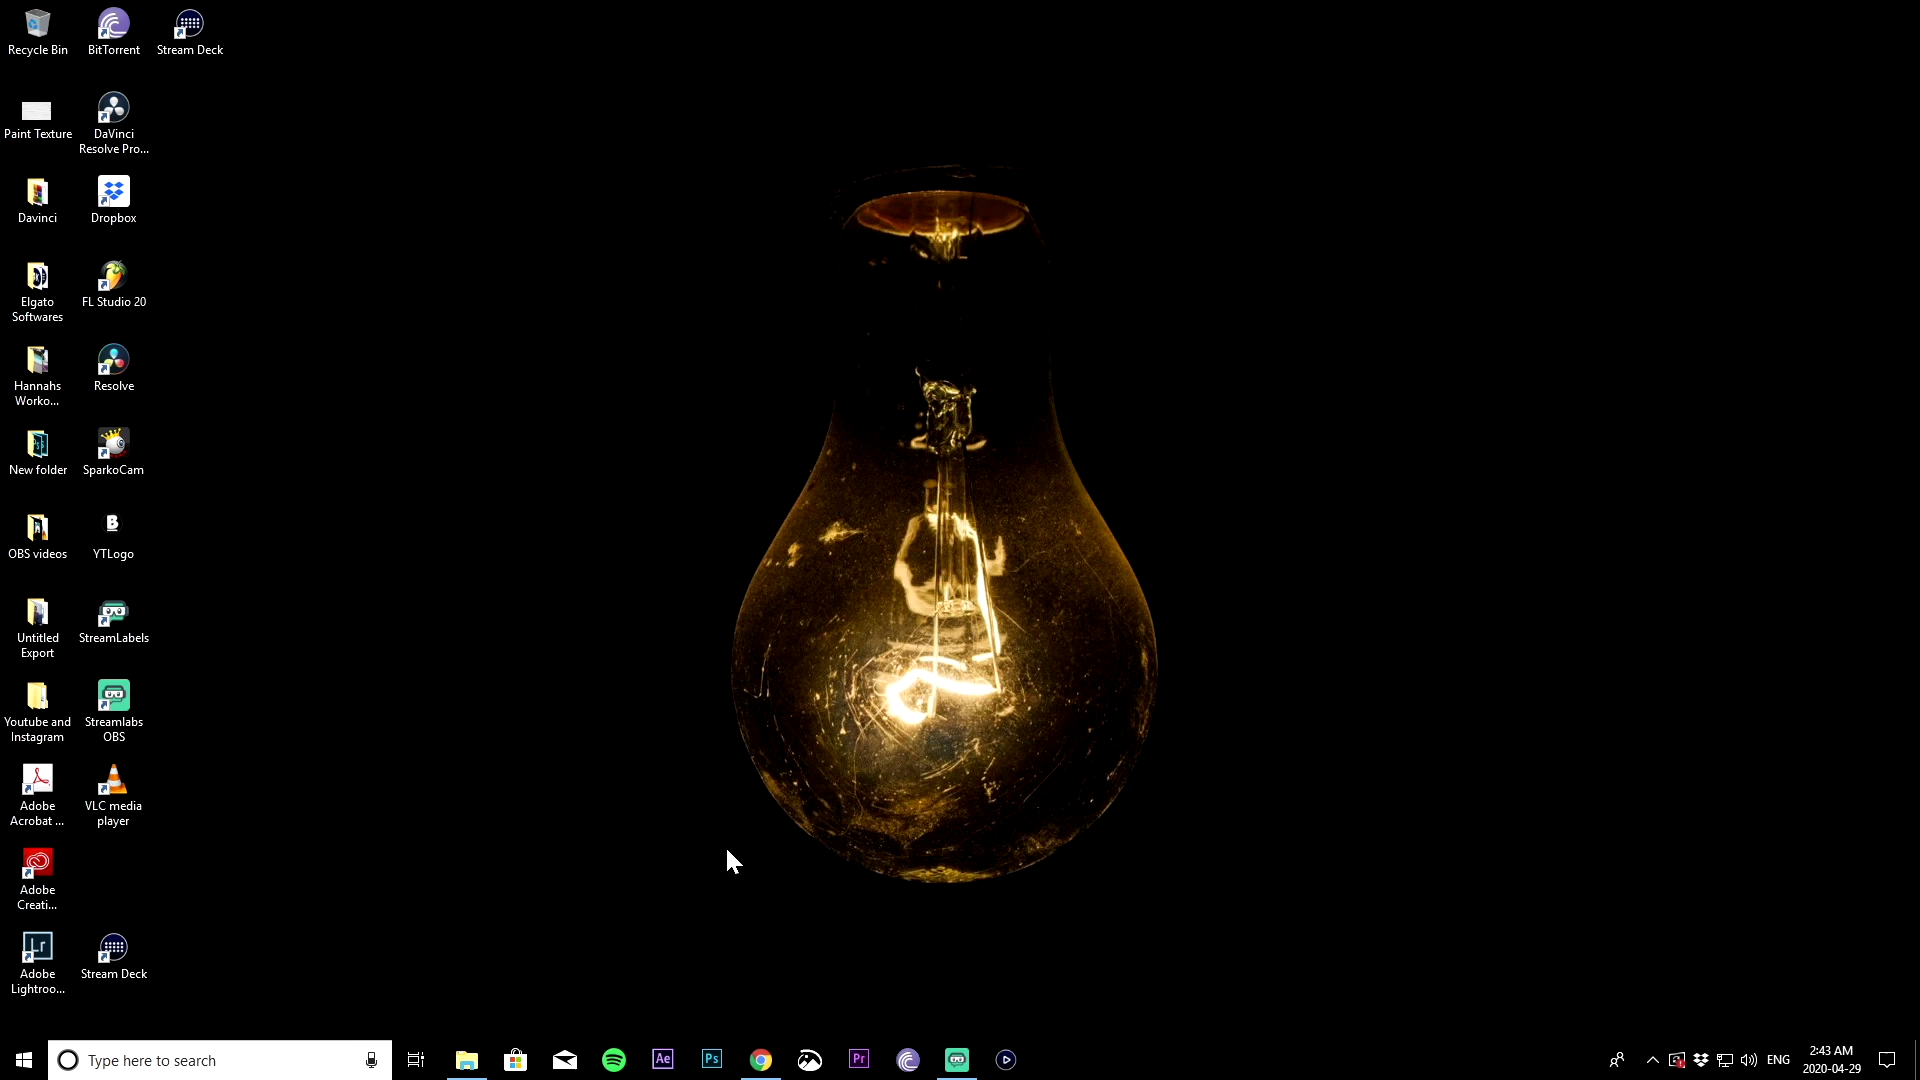 Recycle Bin
BitTorrent
Stream Deck
Paint Texture
DaVinci
Resolve Pro...
Davinci
Dropbox
Elgato
Softwares
FL Studio 20
Hannahs
Worko...
Resolve
New folder
SparkoCam
OBS videos
B
YTLogo
Untitled
Export
StreamLabels
Youtube and
Instagram
Streamlabs
OBS
Adobe
Acrobat ...
VLC media
player
Adobe
Creati...
Lr
Adobe
Lightroo...
Stream Deck
Type here to search
Ae
Ps
Pr
ENG
2:43 AM
2020-04-29